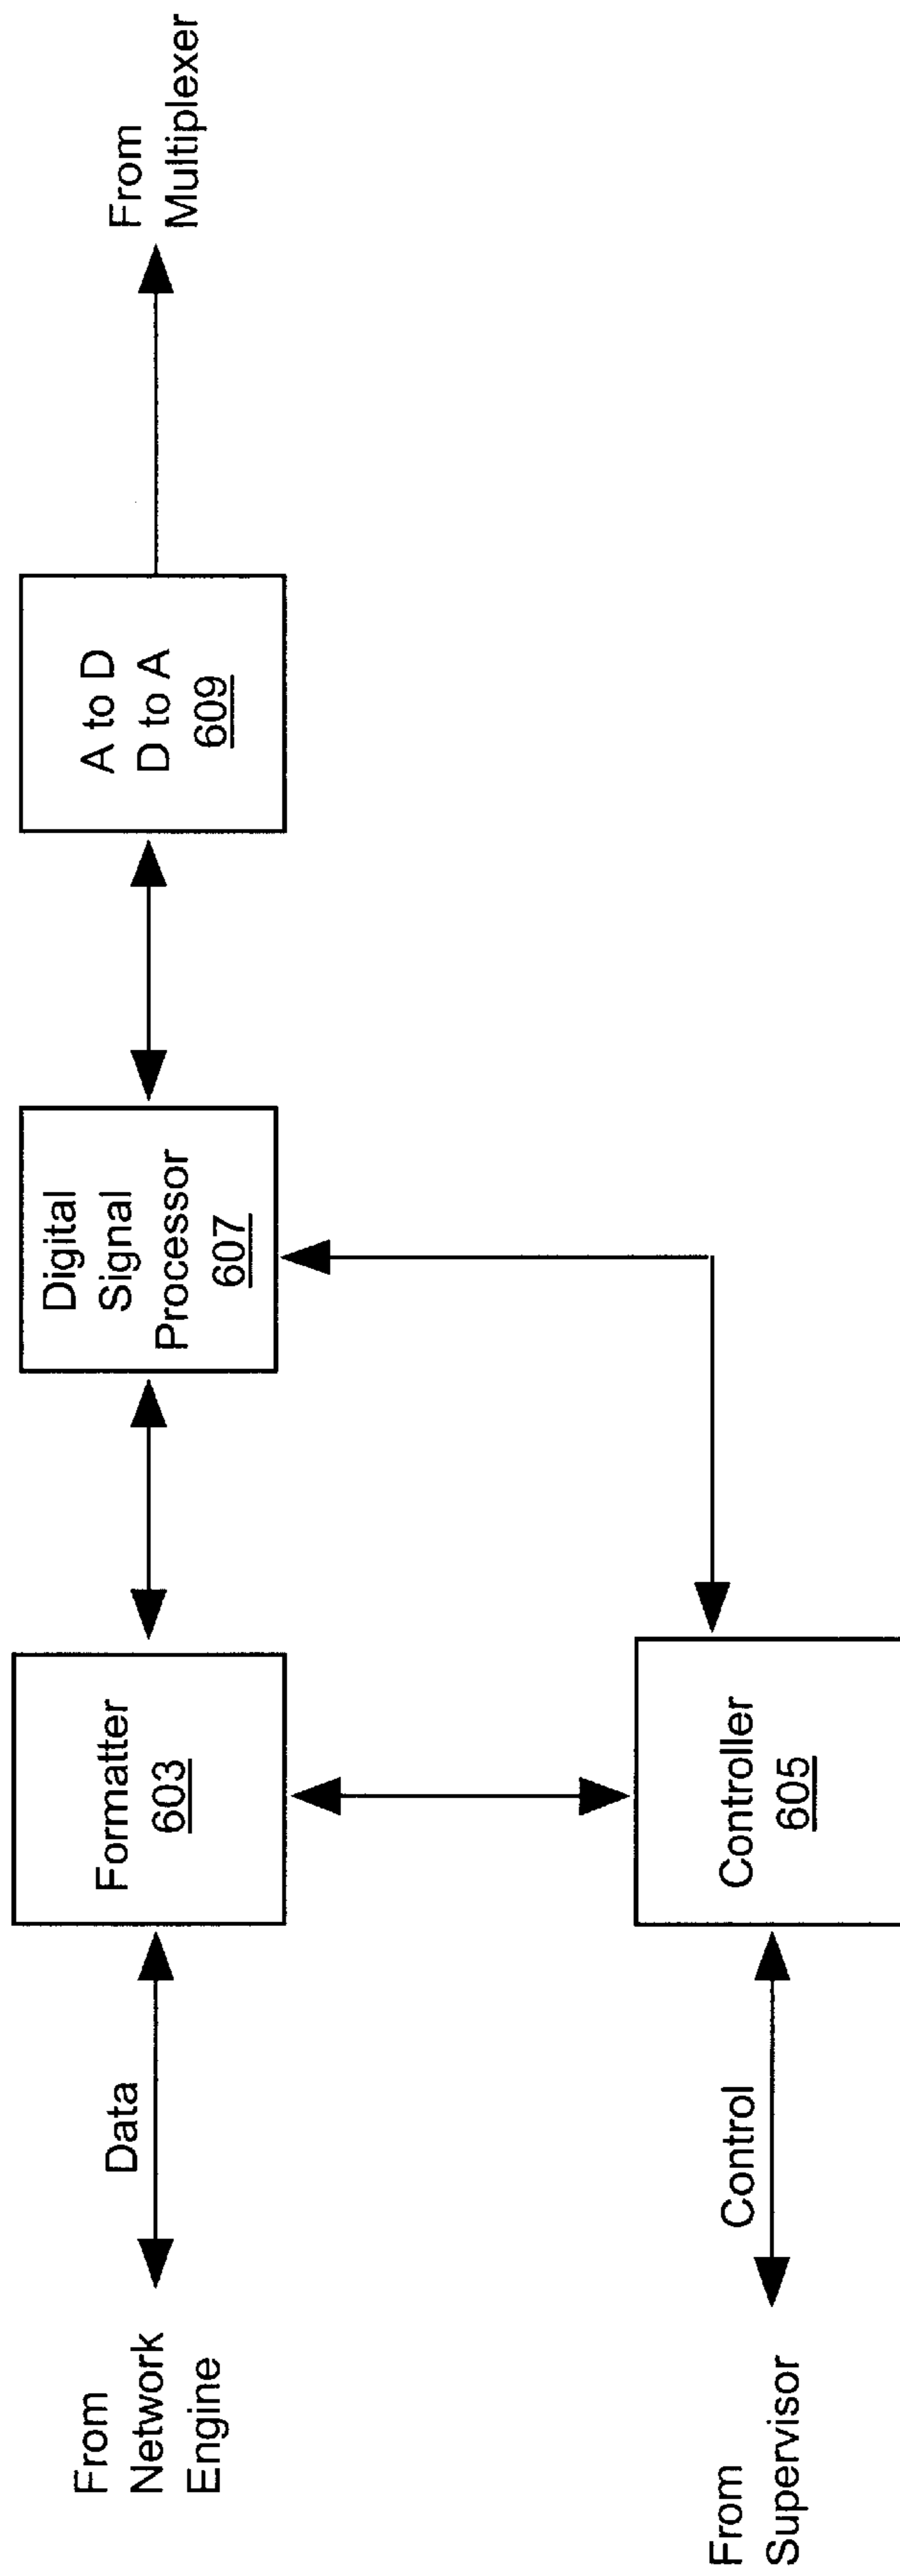 From
Network
Engine
Data
Formatter
603
Digital
Signal
Processor
607
A to D
D to A
609
From
Multiplexer
From
Supervisor
Control
Controller
605